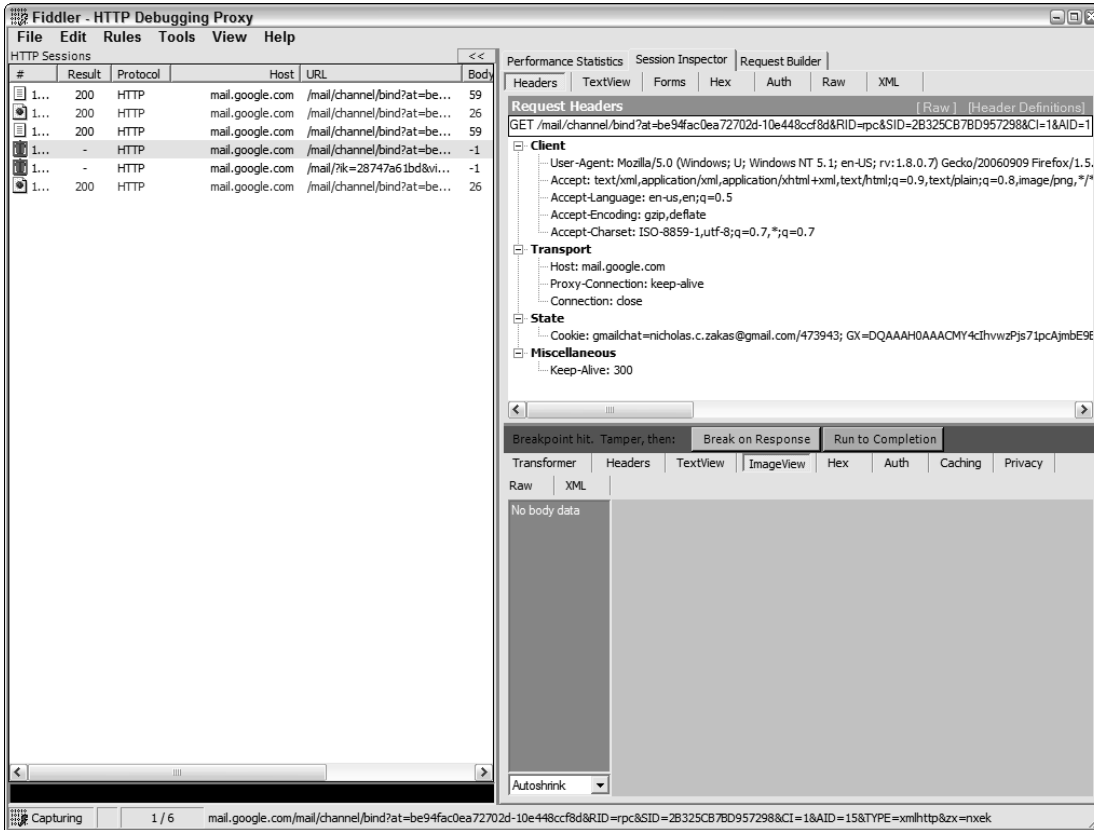 Fiddler - HTTP Debugging Proxy
File Edit Rules Tools View Help
HTTP Sessions <<
# Result Protocol Host URL Body
1... 200 HTTP mail.google.com /mail/channel/bind?at=be... 59
1... 200 HTTP mail.google.com /mail/channel/bind?at=be... 26
1... 200 HTTP mail.google.com /mail/channel/bind?at=be... 59
1... - HTTP mail.google.com /mail/channel/bind?at=be... -1
1... - HTTP mail.google.com /mail/?ik=28747a61bd&vi... -1
1... 200 HTTP mail.google.com /mail/channel/bind?at=be... 26
Performance Statistics Session Inspector Request Builder
Headers TextView Forms Hex Auth Raw XML
Request Headers [ Raw ] [Header Definitions]
GET /mail/channel/bind?at=be94fac0ea72702d-10e448ccf8d&RID=rpc&SID=2B325CB7BD957298&CI=1&AID=1
Client
User-Agent: Mozilla/5.0 (Windows; U; Windows NT 5.1; en-US; rv:1.8.0.7) Gecko/20060909 Firefox/1.5.
Accept: text/xml,application/xml,application/xhtml+xml,text/html;q=0.9,text/plain;q=0.8,image/png,*/*
Accept-Language: en-us,en;q=0.5
Accept-Encoding: gzip,deflate
Accept-Charset: ISO-8859-1,utf-8;q=0.7,*;q=0.7
Transport
Host: mail.google.com
Proxy-Connection: keep-alive
Connection: close
State
Cookie: gmailchat=nicholas.c.zakas@gmail.com/473943; GX=DQAAAH0AAACMY4cIhvwzPjs71pcAjmbE9E
Miscellaneous
Keep-Alive: 300
Breakpoint hit. Tamper, then: Break on Response Run to Completion
Transformer Headers TextView ImageView Hex Auth Caching Privacy
Raw XML
No body data
Autoshrink
Capturing 1 / 6 mail.google.com/mail/channel/bind?at=be94fac0ea72702d-10e448ccf8d&RID=rpc&SID=2B325CB7BD957298&CI=1&AID=15&TYPE=xmlhttp&zx=nxek